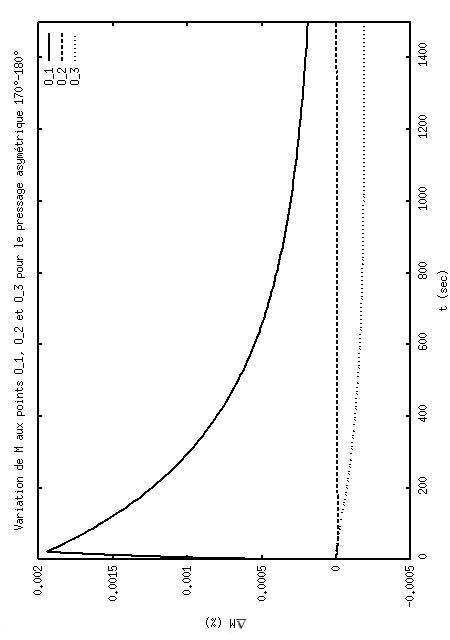 Variation de M aux points O_1, O_2 et O_3 pour le pressage asymétrique 170°-180°
O_1
O_2
O_3
0.002
0.0015
0.001
0.0005
0
-0.0005
Δ M (%)
0
200
400
600
800
1000
1200
1400
t (sec)